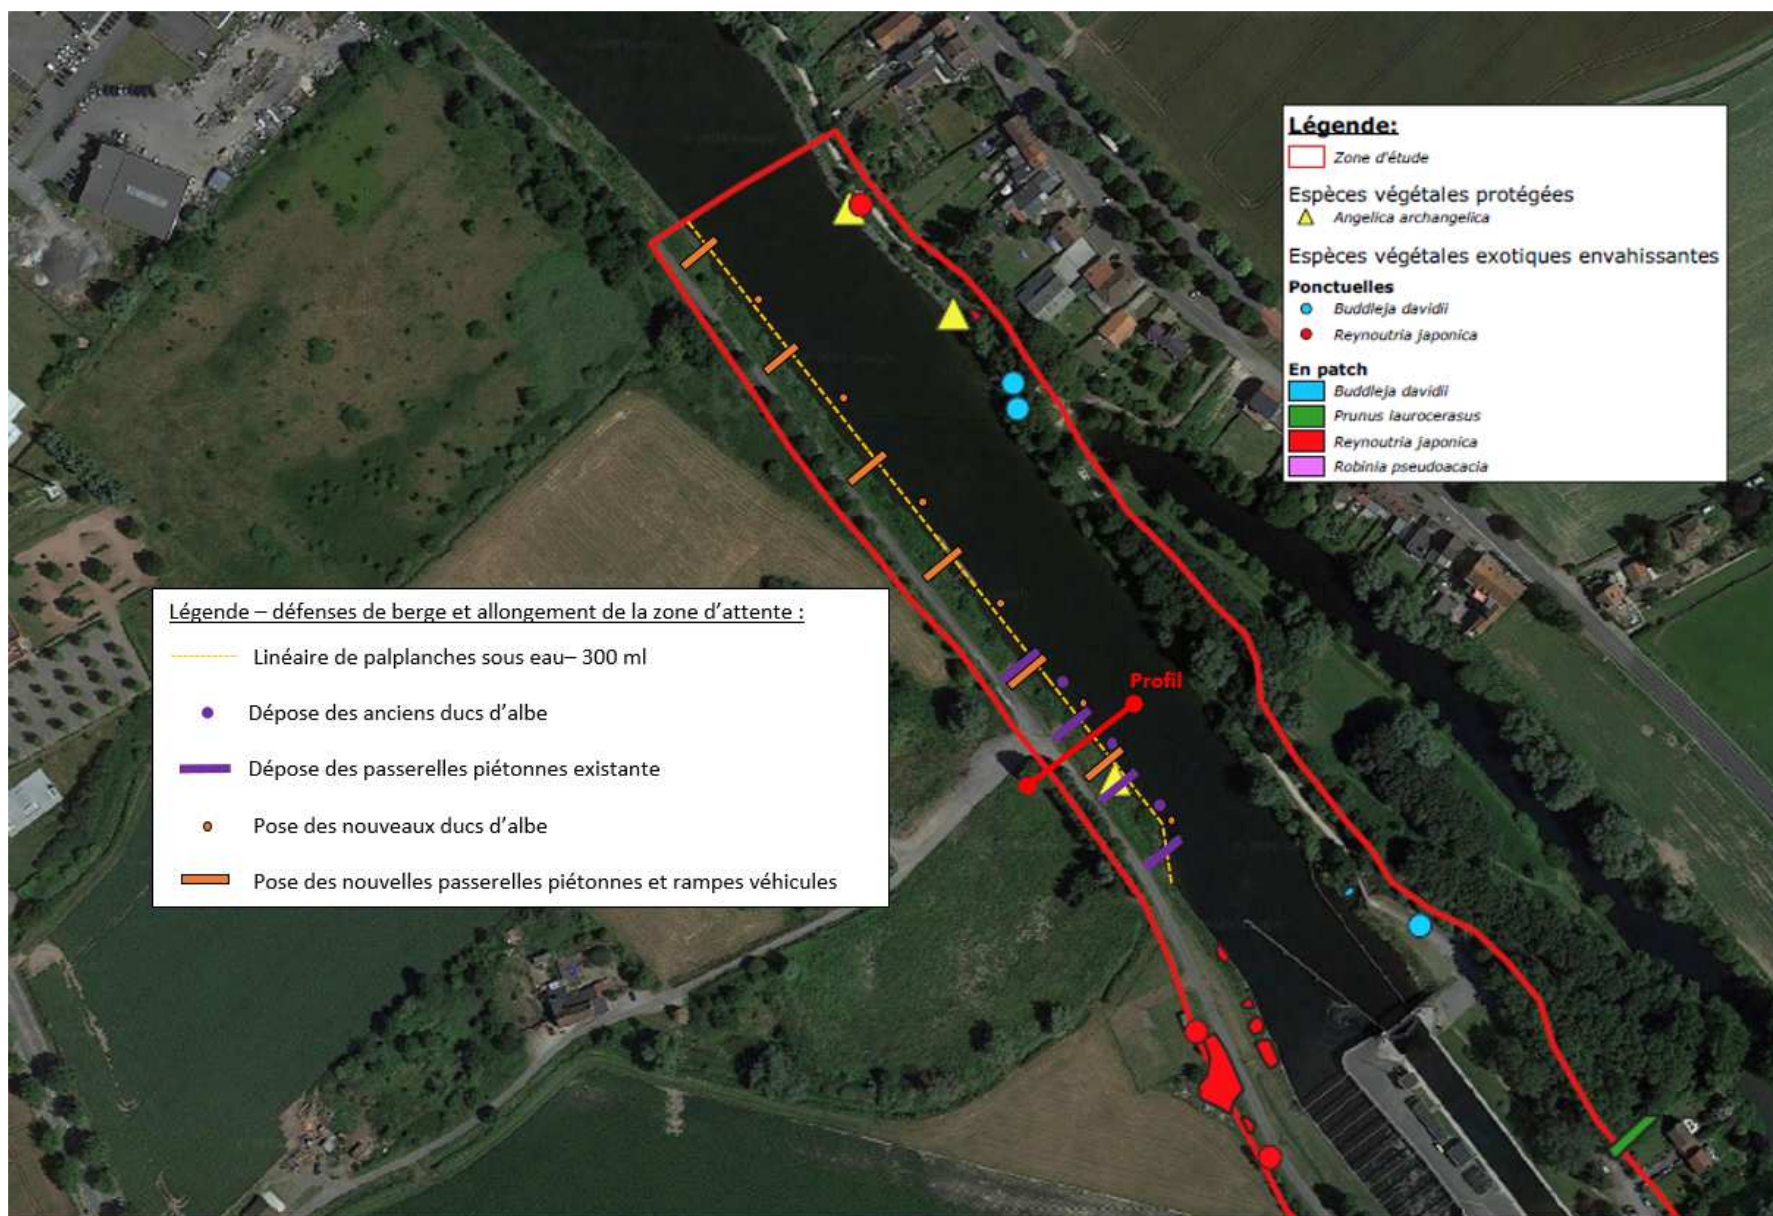 Légende:
Zone d'étude
Espèces végétales protégées
Angelica archangelica
Espèces végétales exotiques envahissantes
Ponctuelles
Buddleja davidii
Reynoutria japonica
En patch
Buddleja davidii
Prunus laurocerasus
Reynoutria japonica
Robinia pseudoacacia
Légende – défenses de berge et allongement de la zone d'attente :
Linéaire de palplanches sous eau– 300 ml
Dépose des anciens ducs d'albe
Dépose des passerelles piétonnes existante
Pose des nouveaux ducs d'albe
Pose des nouvelles passerelles piétonnes et rampes véhicules
Profil